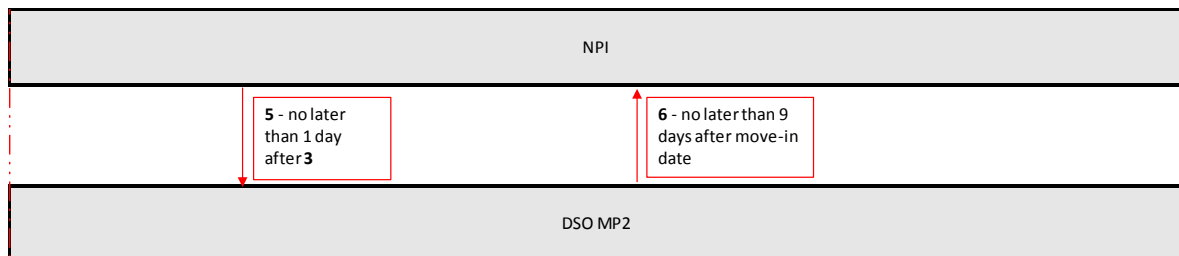 NPI
5 - no later
than 1 day
after 3
6 - no later than 9
days after move-in
date
DSO MP2